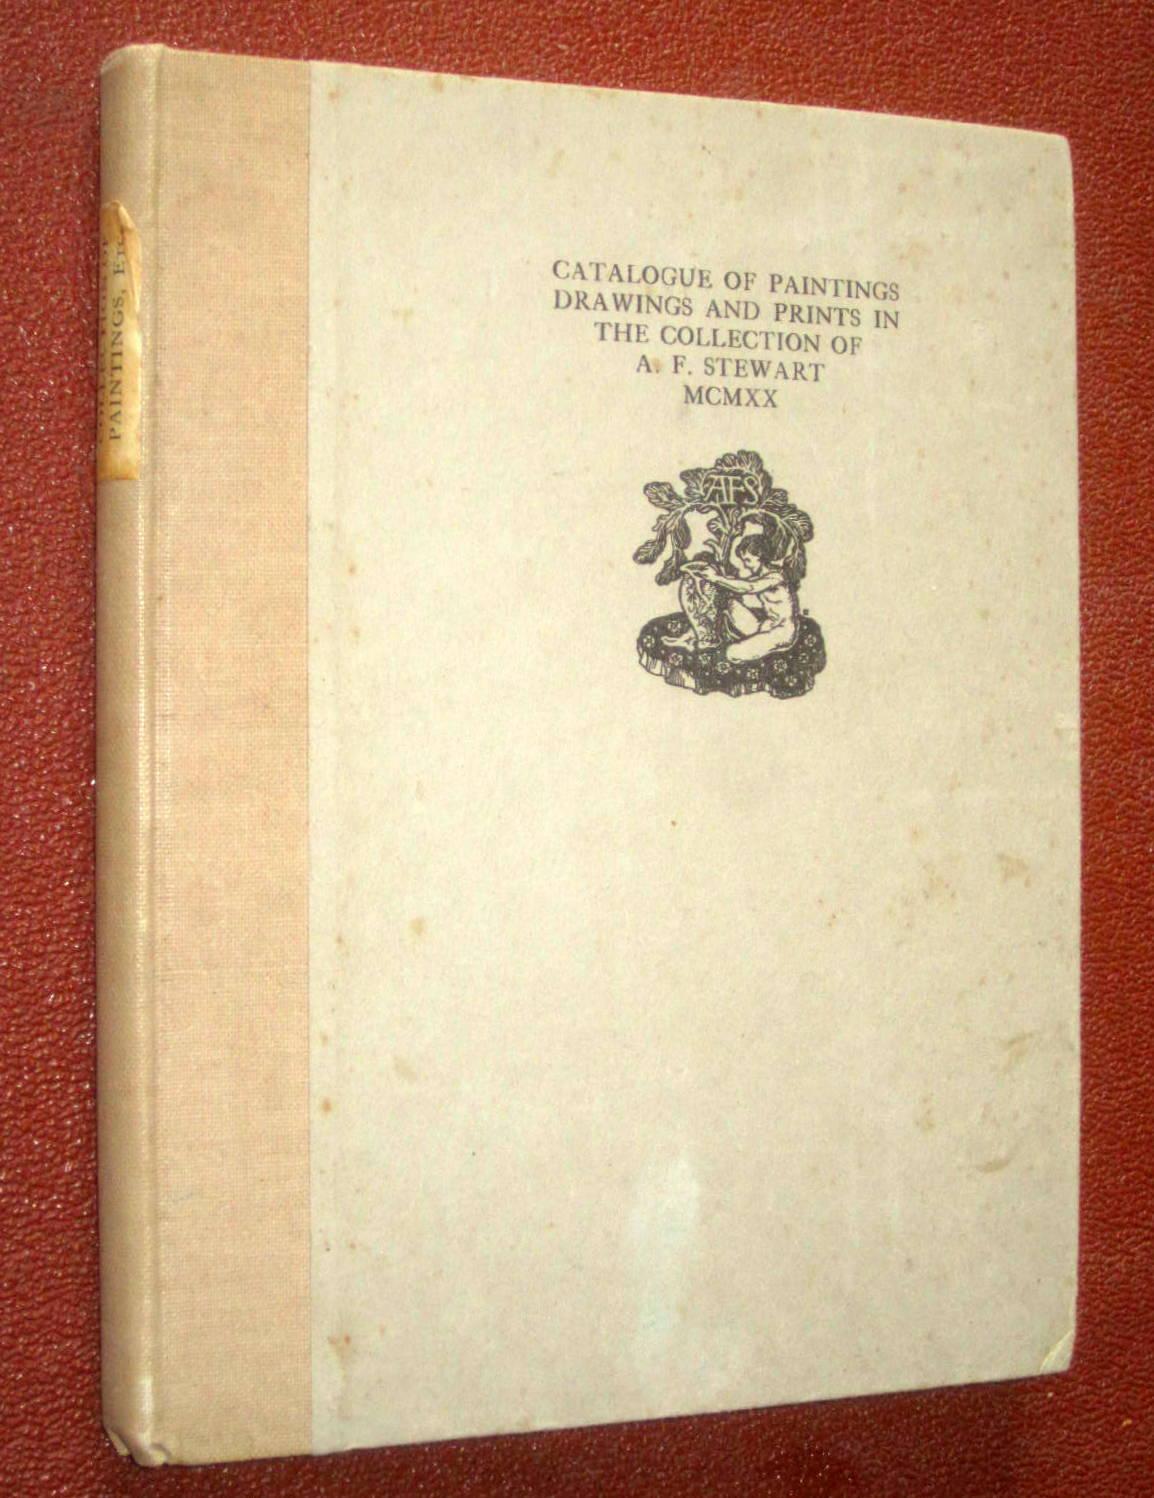 CATALOGUE OF PAINTINGS
DRAWINGS AND PRINTS IN
THE COLLECTION OF
A. F. STEWART
MCMXX
AFS
PAINTINGS, ETC.